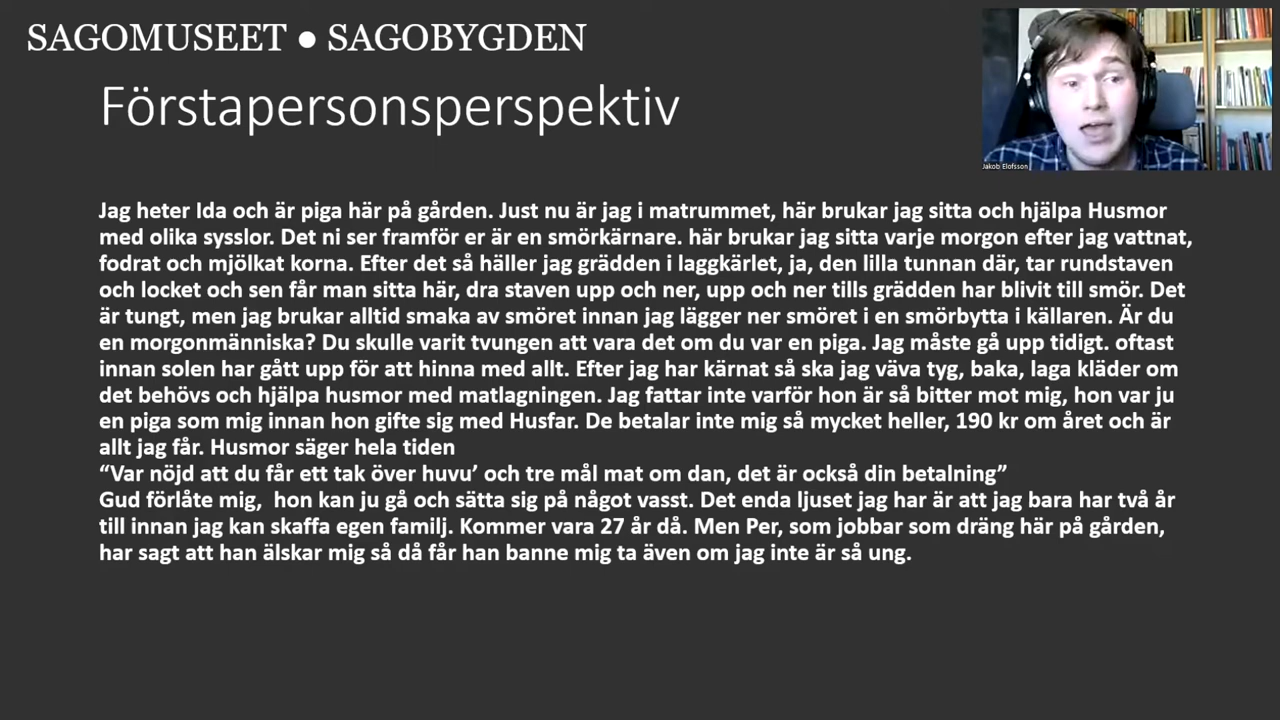 SAGOMUSEET ● SAGOBYGDEN
Förstapersonsperspektiv
Jakob Elofsson
Jag heter Ida och är piga här på gården. Just nu är jag i matrummet, här brukar jag sitta och hjälpa Husmor
med olika sysslor. Det ni ser framför er är en smörkärnare. här brukar jag sitta varje morgon efter jag vattnat,
fodrat och mjölkat korna. Efter det så häller jag grädden i laggkärlet, ja, den lilla tunnan där, tar rundstaven
och locket och sen får man sitta här, dra staven upp och ner, upp och ner tills grädden har blivit till smör. Det
är tungt, men jag brukar alltid smaka av smöret innan jag lägger ner smöret i en smörbytta i källaren. Är du
en morgonmänniska? Du skulle varit tvungen att vara det om du var en piga. Jag måste gå upp tidigt. oftast
innan solen har gått upp för att hinna med allt. Efter jag har kärnat så ska jag väva tyg, baka, laga kläder om
det behövs och hjälpa husmor med matlagningen. Jag fattar inte varför hon är så bitter mot mig, hon var ju
en piga som mig innan hon gifte sig med Husfar. De betalar inte mig så mycket heller, 190 kr om året och är
allt jag får. Husmor säger hela tiden
“Var nöjd att du får ett tak över huvu’ och tre mål mat om dan, det är också din betalning”
Gud förlåte mig,  hon kan ju gå och sätta sig på något vasst. Det enda ljuset jag har är att jag bara har två år
till innan jag kan skaffa egen familj. Kommer vara 27 år då. Men Per, som jobbar som dräng här på gården,
har sagt att han älskar mig så då får han banne mig ta även om jag inte är så ung.